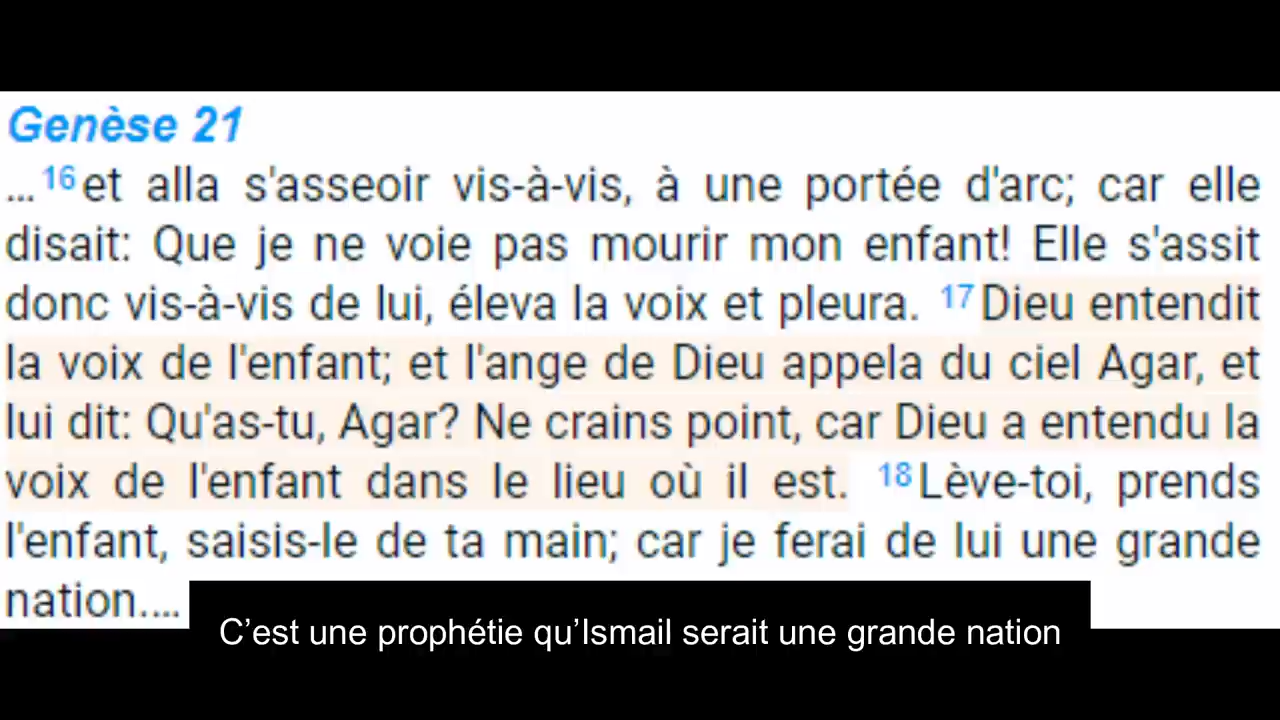 Genèse 21
... 16 et alla s'asseoir vis-à-vis, à une portée d'arc; car elle
disait: Que je ne voie pas mourir mon enfant! Elle s'assit
donc vis-à-vis de lui, éleva la voix et pleura. 17 Dieu entendit
la voix de l'enfant; et l'ange de Dieu appela du ciel Agar, et
lui dit: Qu'as-tu, Agar? Ne crains point, car Dieu a entendu la
voix de l'enfant dans le lieu où il est. 18 Lève-toi, prends
l'enfant, saisis-le de ta main; car je ferai de lui une grande
nation....
C’est une prophétie qu’Ismail serait une grande nation